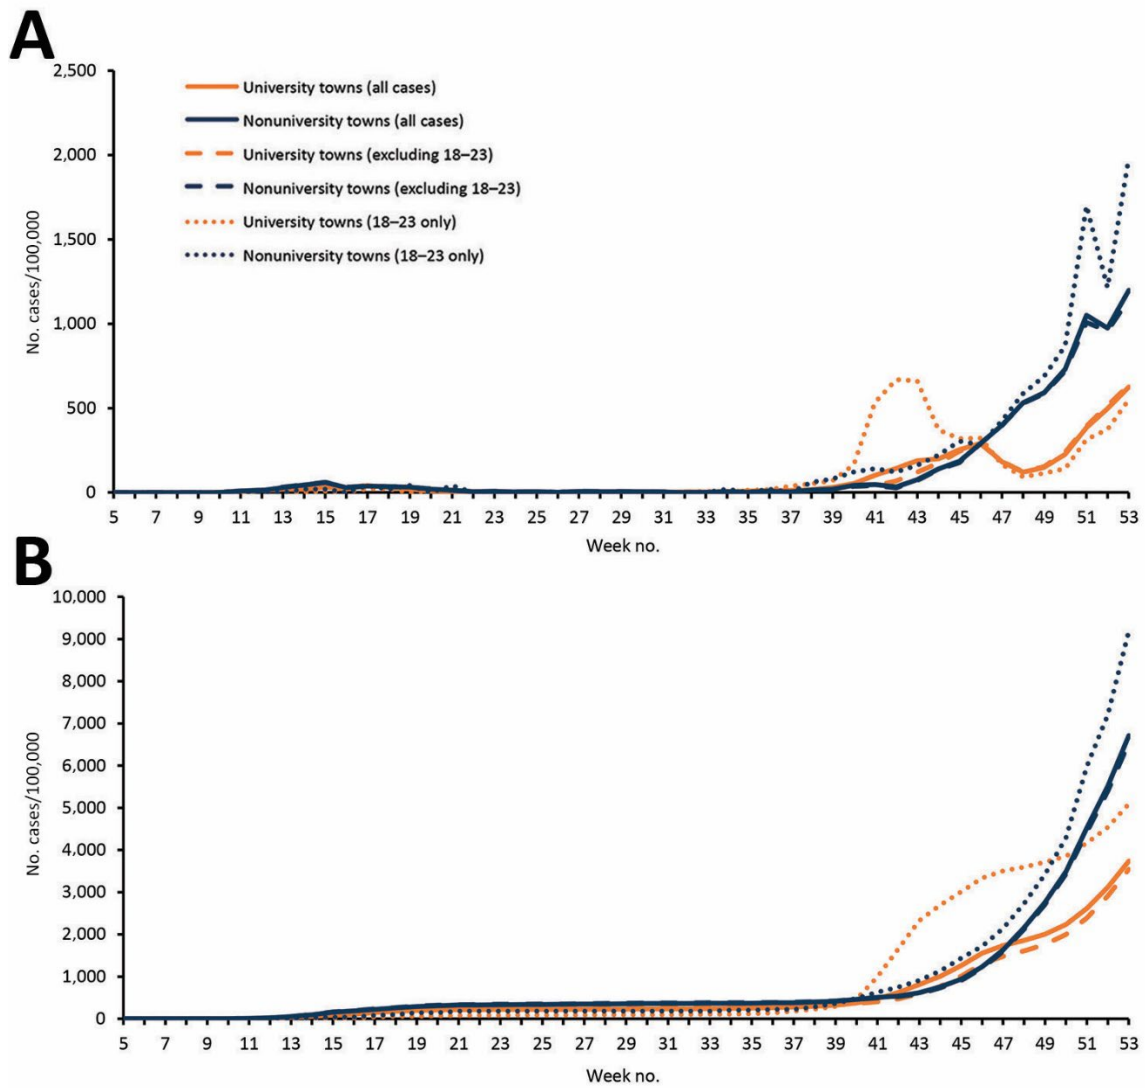 A
2,500
2,000
1,500
1,000
500
0
No. cases/100,000
University towns (all cases)
Nonuniversity towns (all cases)
University towns (excluding 18–23)
Nonuniversity towns (excluding 18–23)
University towns (18–23 only)
Nonuniversity towns (18–23 only)
5 7 9 11 13 15 17 19 21 23 25 27 29 31 33 35 37 39 41 43 45 47 49 51 53
Week no.
B
10,000
9,000
8,000
7,000
6,000
5,000
4,000
3,000
2,000
1,000
0
No. cases/100,000
5 7 9 11 13 15 17 19 21 23 25 27 29 31 33 35 37 39 41 43 45 47 49 51 53
Week no.